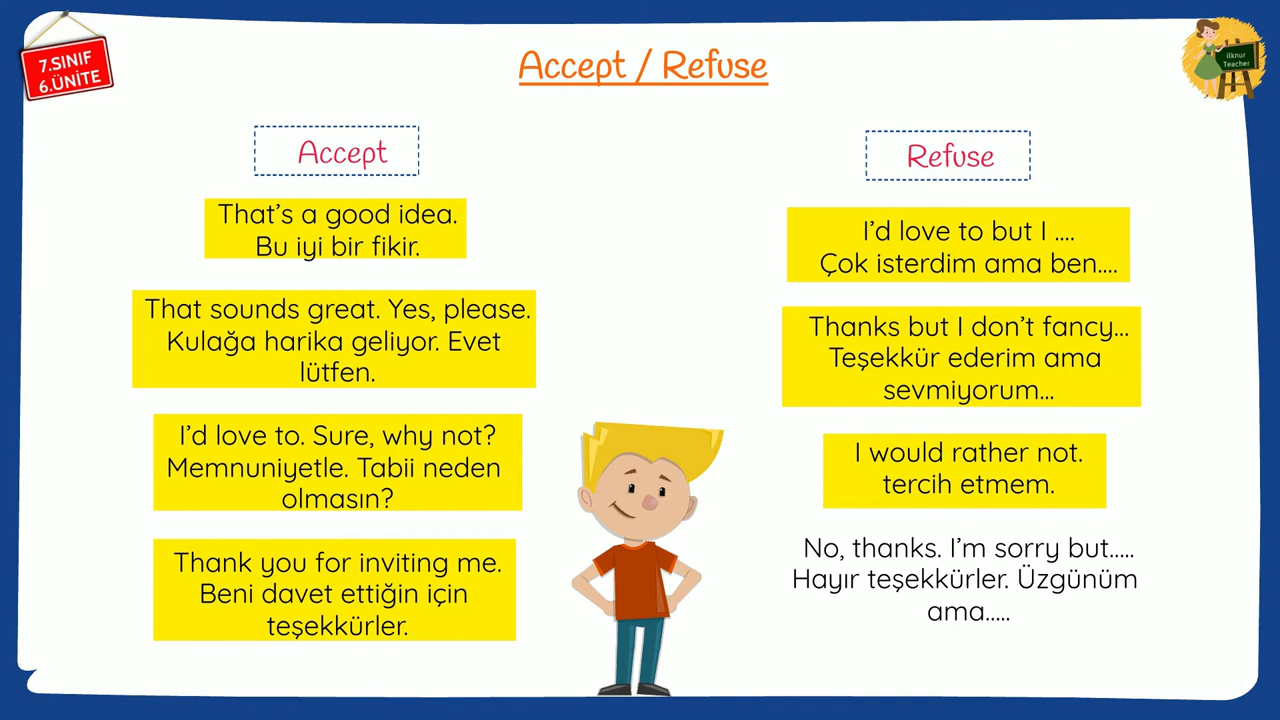 7.SINIF
6.ÜNİTE
Accept / Refuse
ilknur
Teacher
Accept
That's a good idea.
Bu iyi bir fikir.
That sounds great. Yes, please.
Kulağa harika geliyor. Evet
lütfen.
I'd love to. Sure, why not?
Memnuniyetle. Tabii neden
olmasın?
Thank you for inviting me.
Beni davet ettiğin için
teşekkürler.
Refuse
I'd love to but I ....
Çok isterdim ama ben....
Thanks but I don't fancy...
Teşekkür ederim ama
sevmiyorum...
I would rather not.
tercih etmem.
No, thanks. I'm sorry but.....
Hayır teşekkürler. Üzgünüm
ama.....